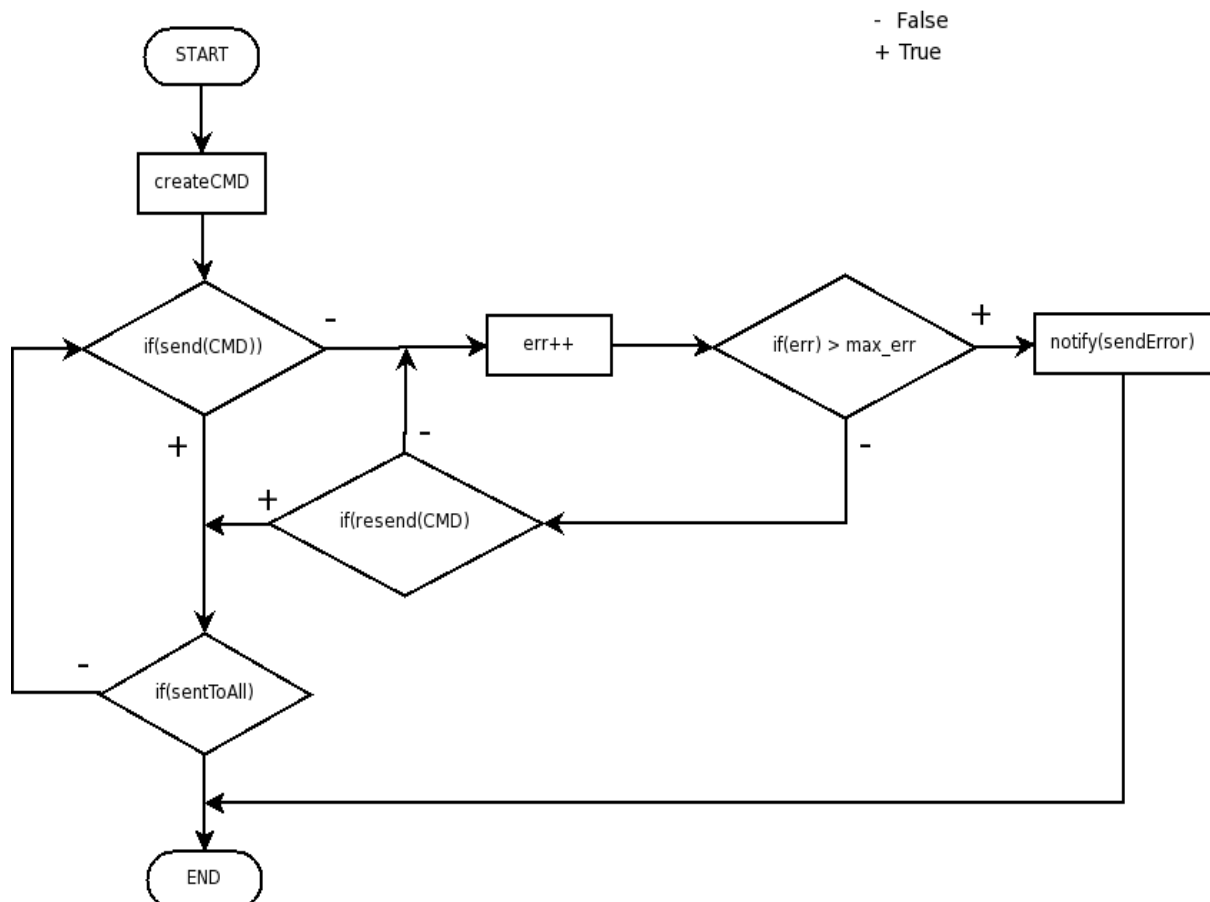 - False
+ True
START
createCMD
if(send(CMD))
-
err++
if(err) > max_err
+
notify(sendError)
+
-
-
+
if(resend(CMD)
-
if(sentToAll)
END